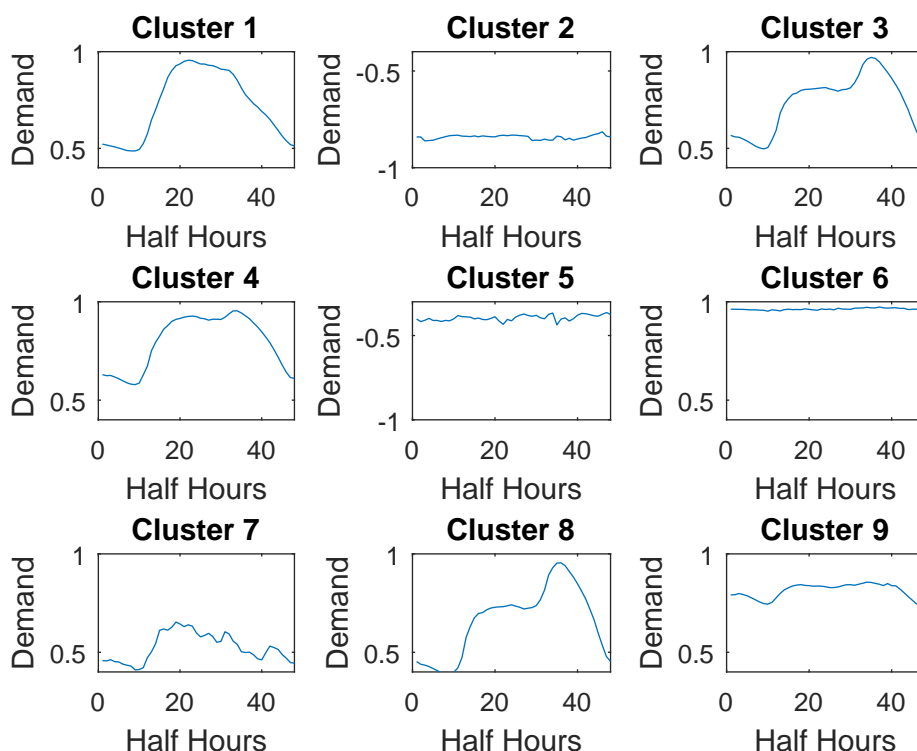 Cluster 1
Demand
1
0.5
0
20
40
Half Hours
Cluster 2
Demand
-0.5
-1
0
20
40
Half Hours
Cluster 3
Demand
1
0.5
0
20
40
Half Hours
Cluster 4
Demand
1
0.5
0
20
40
Half Hours
Cluster 5
Demand
-0.5
-1
0
20
40
Half Hours
Cluster 6
Demand
1
0.5
0
20
40
Half Hours
Cluster 7
Demand
1
0.5
0
20
40
Half Hours
Cluster 8
Demand
1
0.5
0
20
40
Half Hours
Cluster 9
Demand
1
0.5
0
20
40
Half Hours